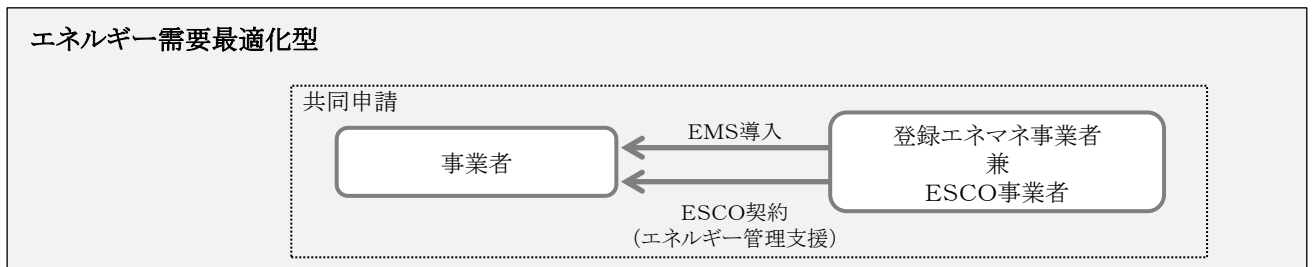 エネルギー需要最適化型
共同申請
事業者
EMS導入
登録エネマネ事業者
兼
ESCO事業者
ESCO契約
（エネルギー管理支援）